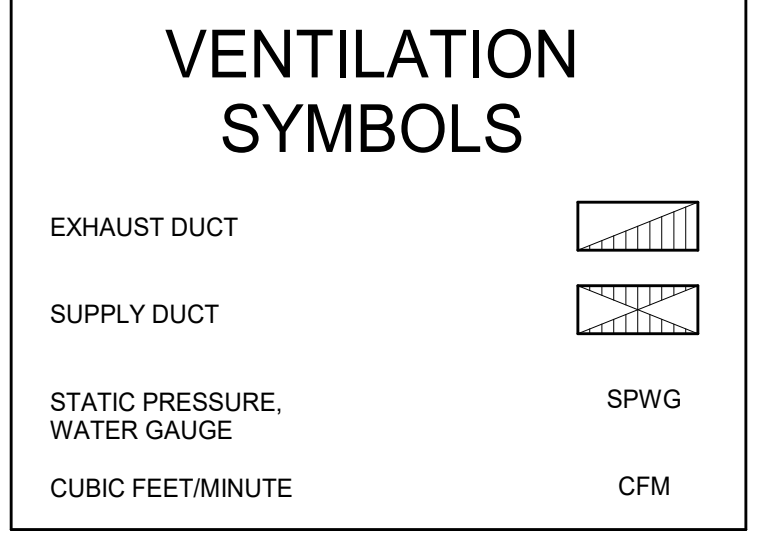 VENTILATION
SYMBOLS
EXHAUST DUCT
SUPPLY DUCT
STATIC PRESSURE, SPWG
WATER GAUGE
CUBIC FEET/MINUTE CFM